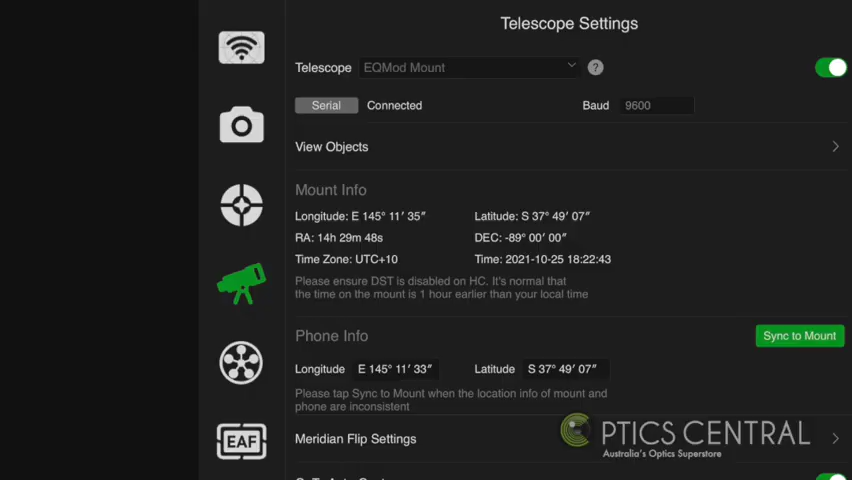 Telescope Settings
Telescope EQMod Mount ?
Serial Connected Baud 9600
View Objects
Mount Info
Longitude: E 145° 11′ 35″ Latitude: S 37° 49′ 07″
RA: 14h 29m 48s DEC: -89° 00′ 00″
Time Zone: UTC+10 Time: 2021-10-25 18:22:43
Please ensure DST is disabled on HC. It's normal that
the time on the mount is 1 hour earlier than your local time
Phone Info Sync to Mount
Longitude E 145° 11′ 33″ Latitude S 37° 49′ 07″
Please tap Sync to Mount when the location info of mount and
phone are inconsistent
OPTICS CENTRAL
Australia's Optics Superstore
EAF Meridian Flip Settings